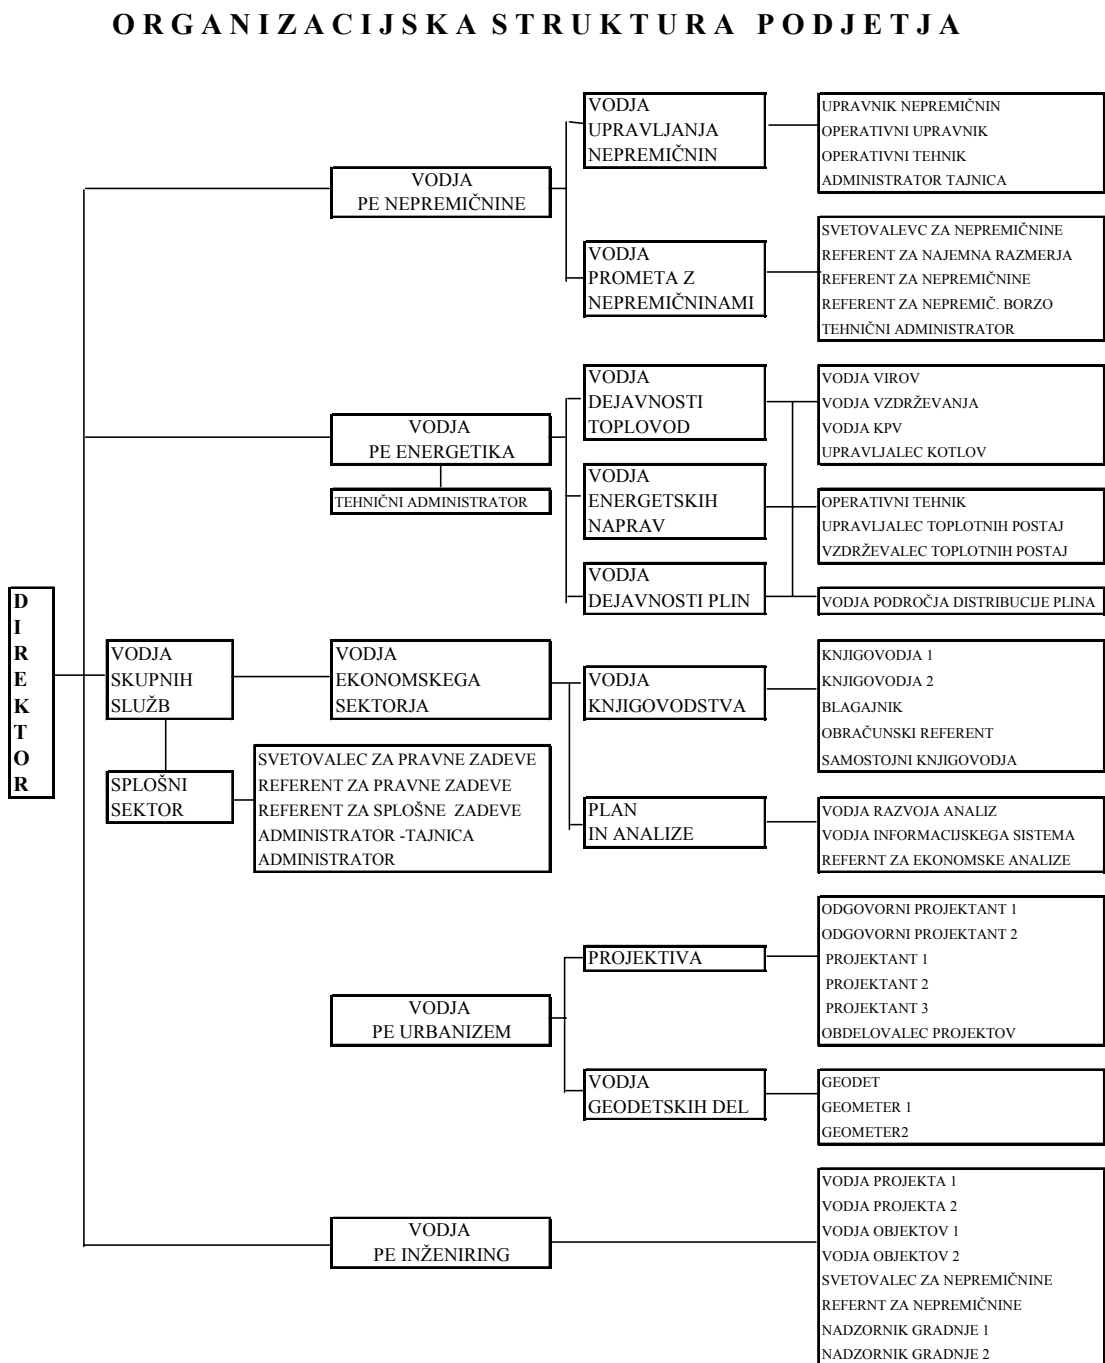 ORGANIZACIJSKA STRUKTURA PODJETJA
VODJA
UPRAVLJANJA
NEPREMIČNIN
UPRAVNIK NEPREMIČNIN
OPERATIVNI UPRAVNIK
OPERATIVNI TEHNIK
ADMINISTRATOR TAJNICA
VODJA
PE NEPREMIČNINE
VODJA
PROMETA Z
NEPREMIČNINAMI
SVETOVALEVC ZA NEPREMIČNINE
REFERENT ZA NAJEMNA RAZMERJA
REFERENT ZA NEPREMIČNINE
REFERENT ZA NEPREMIČ. BORZO
TEHNIČNI ADMINISTRATOR
VODJA
DEJAVNOSTI
TOPLOVOD
VODJA VIROV
VODJA VZDRŽEVANJA
VODJA KPV
UPRAVLJALEC KOTLOV
VODJA
PE ENERGETIKA
TEHNIČNI ADMINISTRATOR
VODJA
ENERGETSKIH
NAPRAV
OPERATIVNI TEHNIK
UPRAVLJALEC TOPLOTNIH POSTAJ
VZDRŽEVALEC TOPLOTNIH POSTAJ
VODJA
DEJAVNOSTI PLIN
VODJA PODROČJA DISTRIBUCIJE PLINA
D
I
R
E
K
T
O
R
VODJA
SKUPNIH
SLUŽB
VODJA
EKONOMSKEGA
SEKTORJA
VODJA
KNJIGOVODSTVA
KNJIGOVODJA 1
KNJIGOVODJA 2
BLAGAJNIK
OBRAČUNSKI REFERENT
SAMOSTOJNI KNJIGOVODJA
SPLOŠNI
SEKTOR
SVETOVALEC ZA PRAVNE ZADEVE
REFERENT ZA PRAVNE ZADEVE
REFERENT ZA SPLOŠNE ZADEVE
ADMINISTRATOR -TAJNICA
ADMINISTRATOR
PLAN
IN ANALIZE
VODJA RAZVOJA ANALIZ
VODJA INFORMACIJSKEGA SISTEMA
REFERNT ZA EKONOMSKE ANALIZE
PROJEKTIVA
ODGOVORNI PROJEKTANT 1
ODGOVORNI PROJEKTANT 2
PROJEKTANT 1
PROJEKTANT 2
PROJEKTANT 3
OBDELOVALEC PROJEKTOV
VODJA
PE URBANIZEM
VODJA
GEODETSKIH DEL
GEODET
GEOMETER 1
GEOMETER2
VODJA
PE INŽENIRING
VODJA PROJEKTA 1
VODJA PROJEKTA 2
VODJA OBJEKTOV 1
VODJA OBJEKTOV 2
SVETOVALEC ZA NEPREMIČNINE
REFERNT ZA NEPREMIČNINE
NADZORNIK GRADNJE 1
NADZORNIK GRADNJE 2